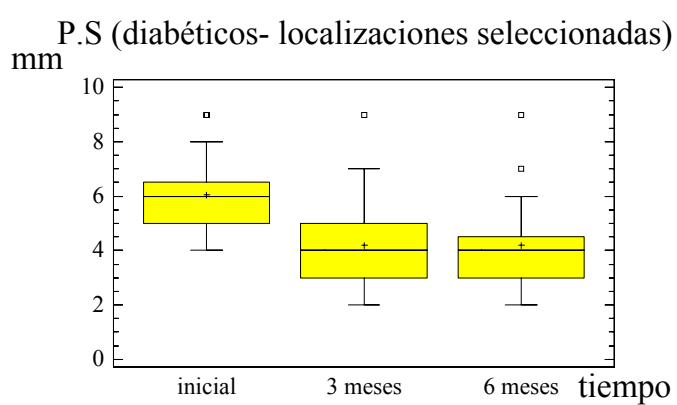 P.S (diabéticos- localizaciones seleccionadas)
mm
10
8
6
4
2
0
inicial 3 meses 6 meses tiempo